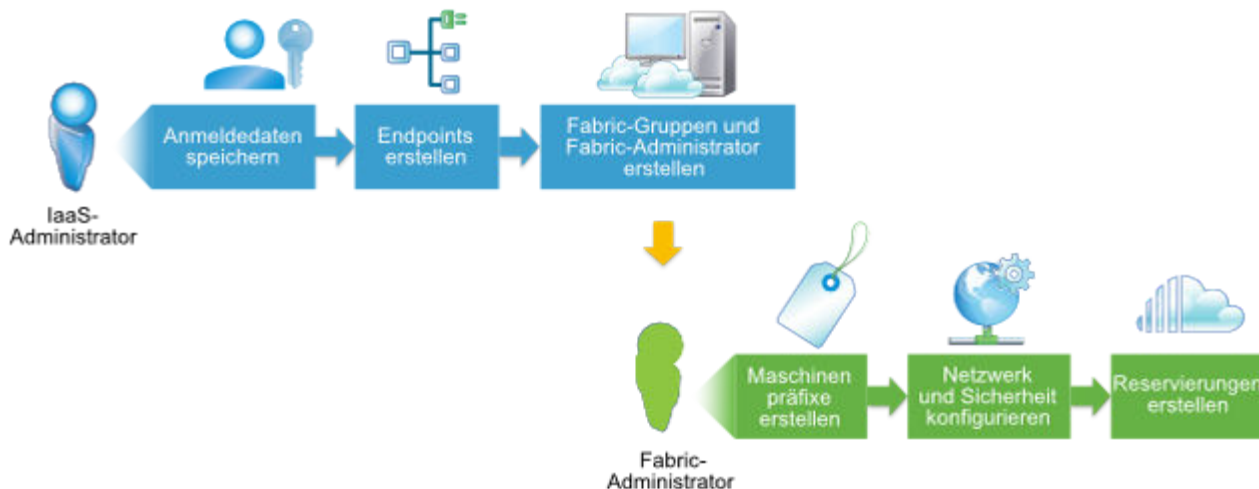 Anmeldedaten
speichern
Endpoints
erstellen
Fabric-Gruppen und
Fabric-Administrator
erstellen
IaaS-
Administrator
Maschinen
präfixe
erstellen
Netzwerk
und Sicherheit
konfigurieren
Reservierungen
erstellen
Fabric-
Administrator